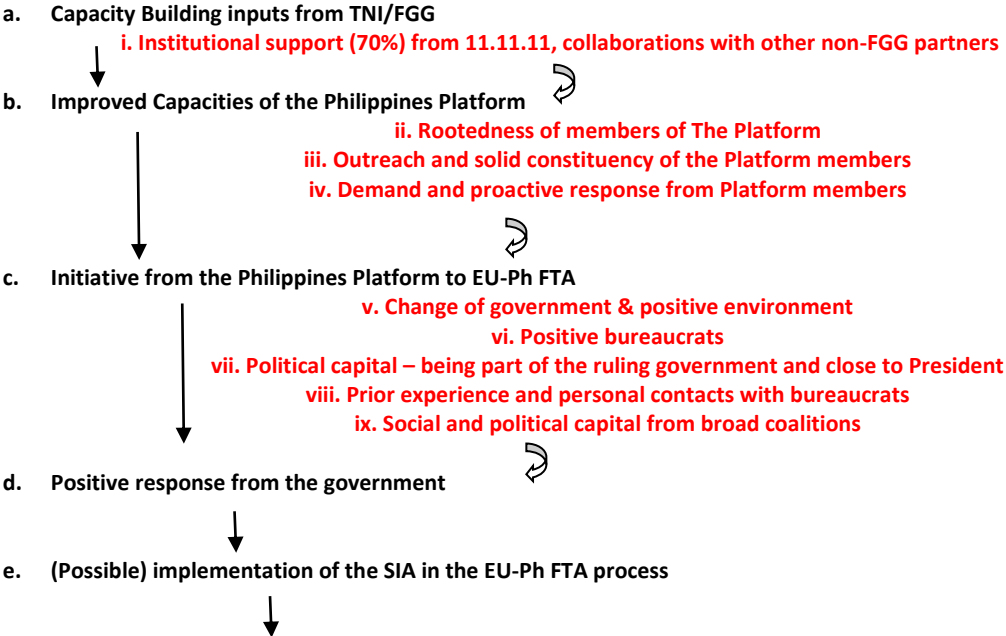 a. Capacity Building inputs from TNI/FGG
i. Institutional support (70%) from 11.11.11, collaborations with other non-FGG partners
b. Improved Capacities of the Philippines Platform
ii. Rootedness of members of The Platform
iii. Outreach and solid constituency of the Platform members
iv. Demand and proactive response from Platform members
c. Initiative from the Philippines Platform to EU-Ph FTA
v. Change of government & positive environment
vi. Positive bureaucrats
vii. Political capital – being part of the ruling government and close to President
viii. Prior experience and personal contacts with bureaucrats
ix. Social and political capital from broad coalitions
d. Positive response from the government
e. (Possible) implementation of the SIA in the EU-Ph FTA process